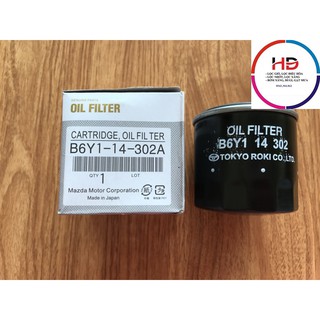 OIL FILTER
CARTRIDGE, OIL FILTER
B6Y1-14-302A
QTY
1
LOT
Mazda Motor Corporation
Made in Japan
OIL FILTER
B6Y1 14 302
TOKYO ROKI CO.,LTD.
HD